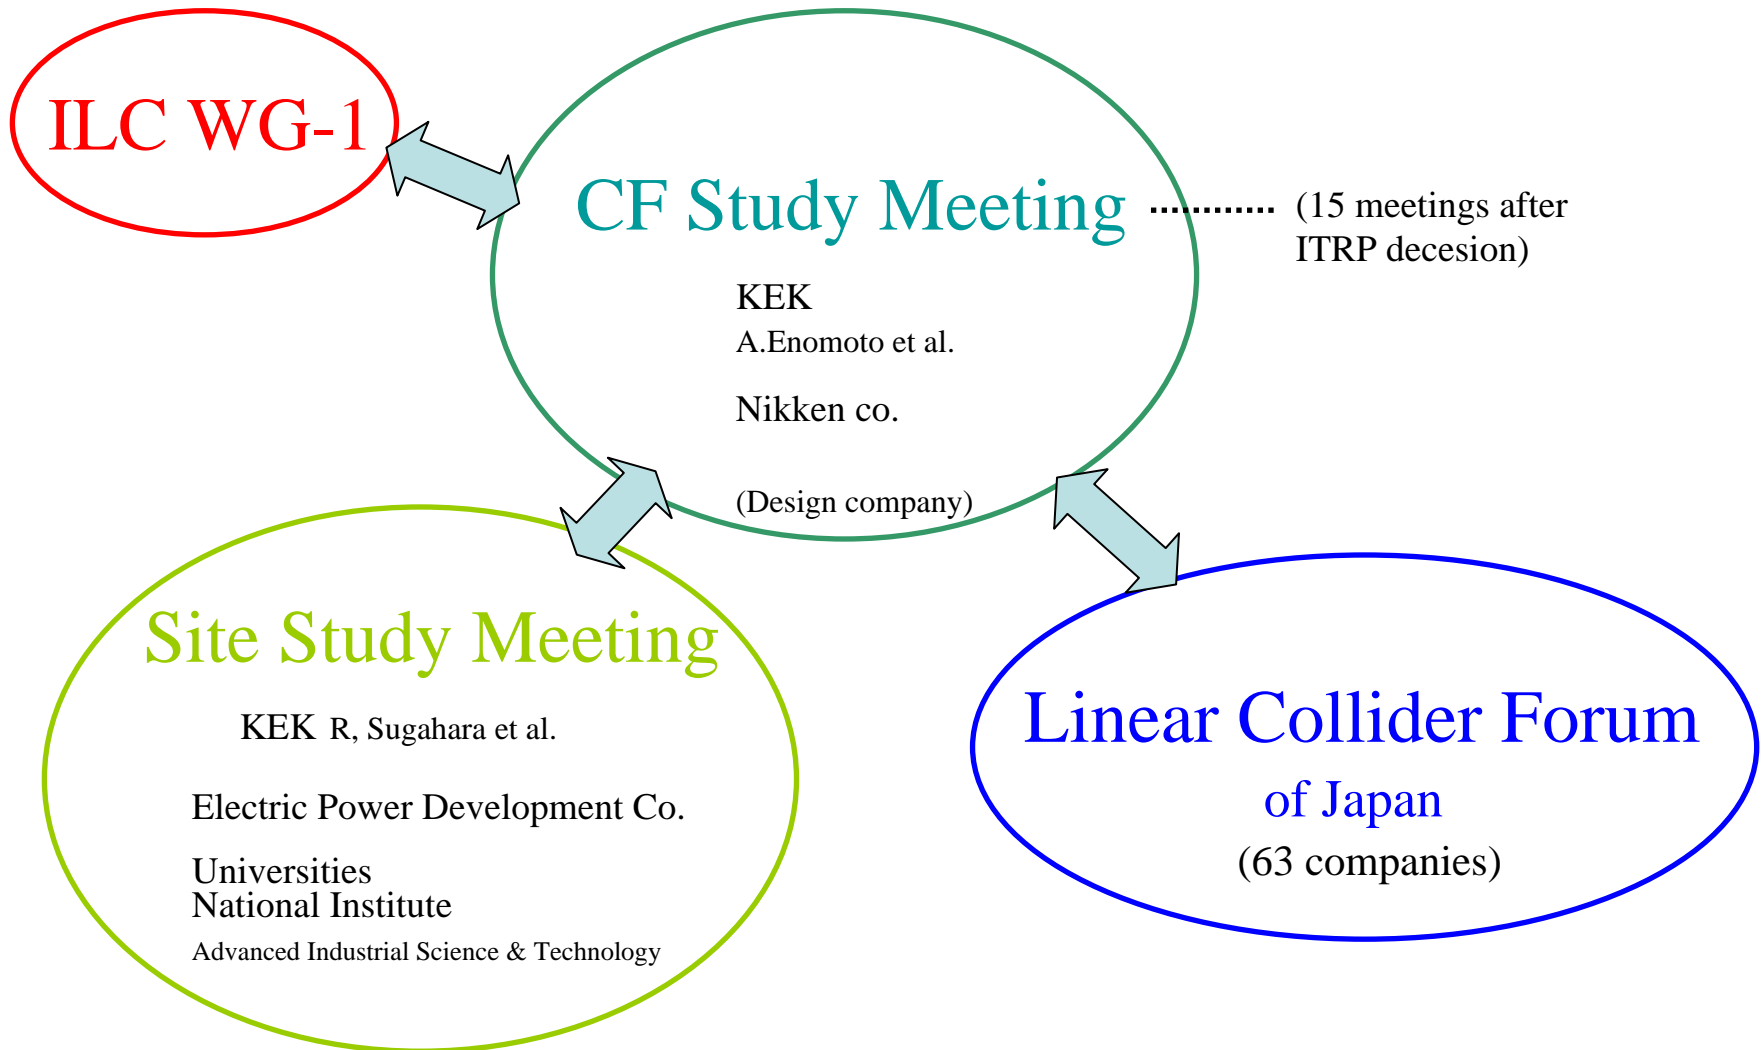 ILC WG-1
CF Study Meeting
(15 meetings after
ITRP decesion)
KEK
A.Enomoto et al.
Nikken co.
(Design company)
Site Study Meeting
KEK R, Sugahara et al.
Electric Power Development Co.
Universities
National Institute
Advanced Industrial Science & Technology
Linear Collider Forum
of Japan
(63 companies)